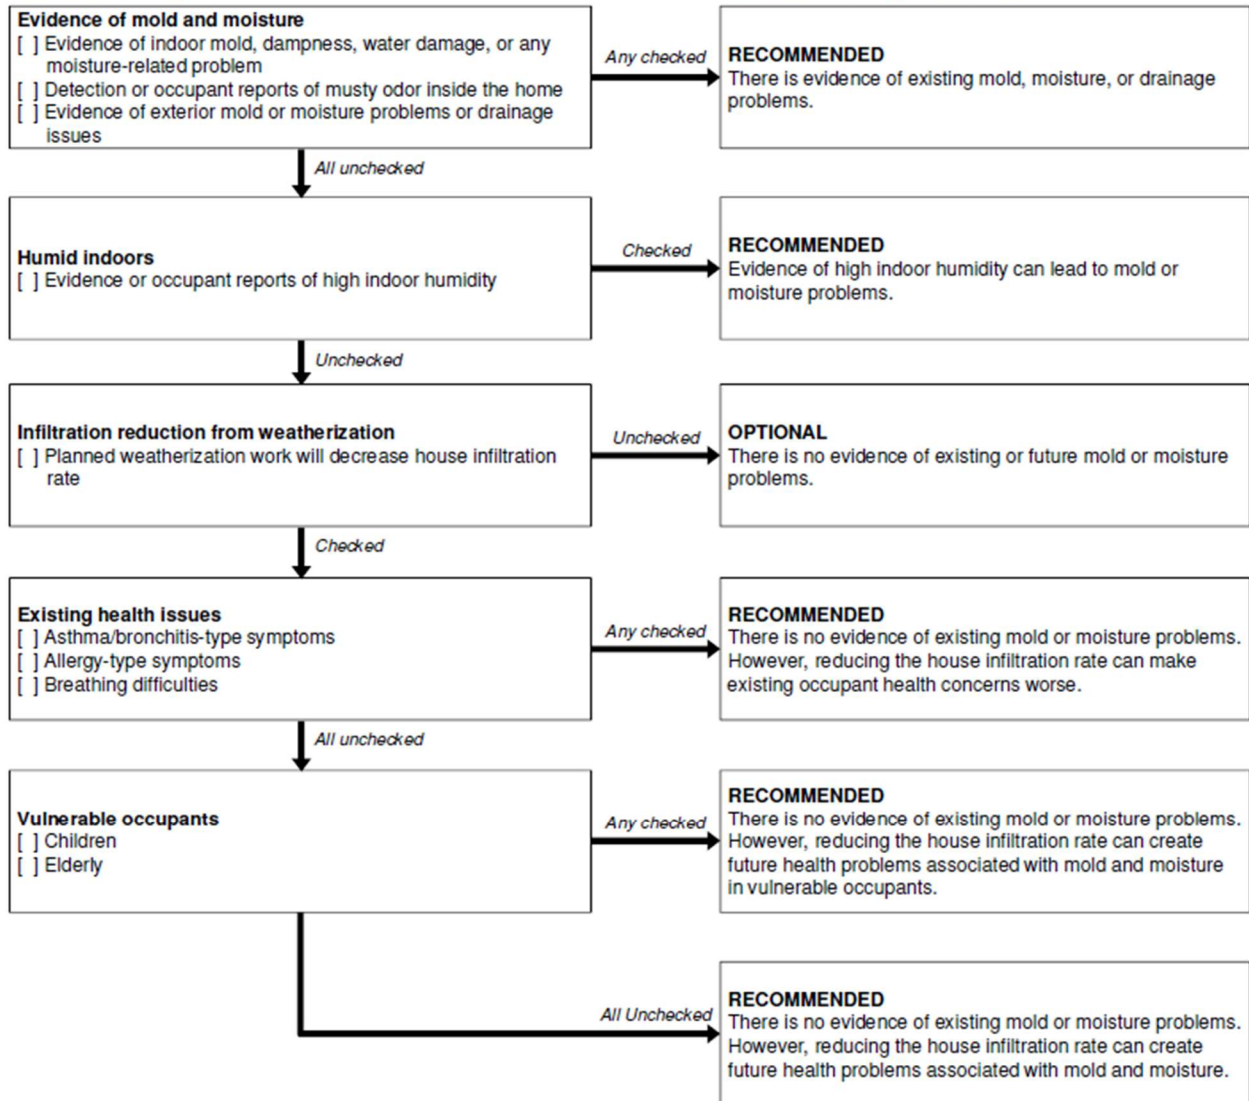 Evidence of mold and moisture
[ ] Evidence of indoor mold, dampness, water damage, or any
moisture-related problem
[ ] Detection or occupant reports of musty odor inside the home
[ ] Evidence of exterior mold or moisture problems or drainage
issues
Any checked
RECOMMENDED
There is evidence of existing mold, moisture, or drainage
problems.
All unchecked
Humid indoors
[ ] Evidence or occupant reports of high indoor humidity
Checked
RECOMMENDED
Evidence of high indoor humidity can lead to mold or
moisture problems.
Unchecked
Infiltration reduction from weatherization
[ ] Planned weatherization work will decrease house infiltration
rate
Unchecked
OPTIONAL
There is no evidence of existing or future mold or moisture
problems.
Checked
Existing health issues
[ ] Asthma/bronchitis-type symptoms
[ ] Allergy-type symptoms
[ ] Breathing difficulties
Any checked
RECOMMENDED
There is no evidence of existing mold or moisture problems.
However, reducing the house infiltration rate can make
existing occupant health concerns worse.
All unchecked
Vulnerable occupants
[ ] Children
[ ] Elderly
Any checked
RECOMMENDED
There is no evidence of existing mold or moisture problems.
However, reducing the house infiltration rate can create
future health problems associated with mold and moisture
in vulnerable occupants.
All Unchecked
RECOMMENDED
There is no evidence of existing mold or moisture problems.
However, reducing the house infiltration rate can create
future health problems associated with mold and moisture.